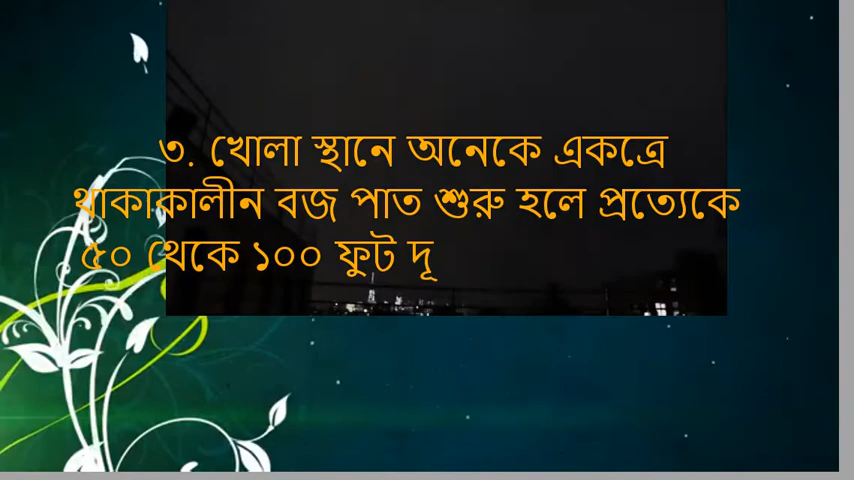 ৩. খোলা স্থানে অনেকে একত্রে
থাকাকালীন বজ পাত শুরু হলে প্রত্যেকে
৫০ থেকে ১০০ ফুট দূ